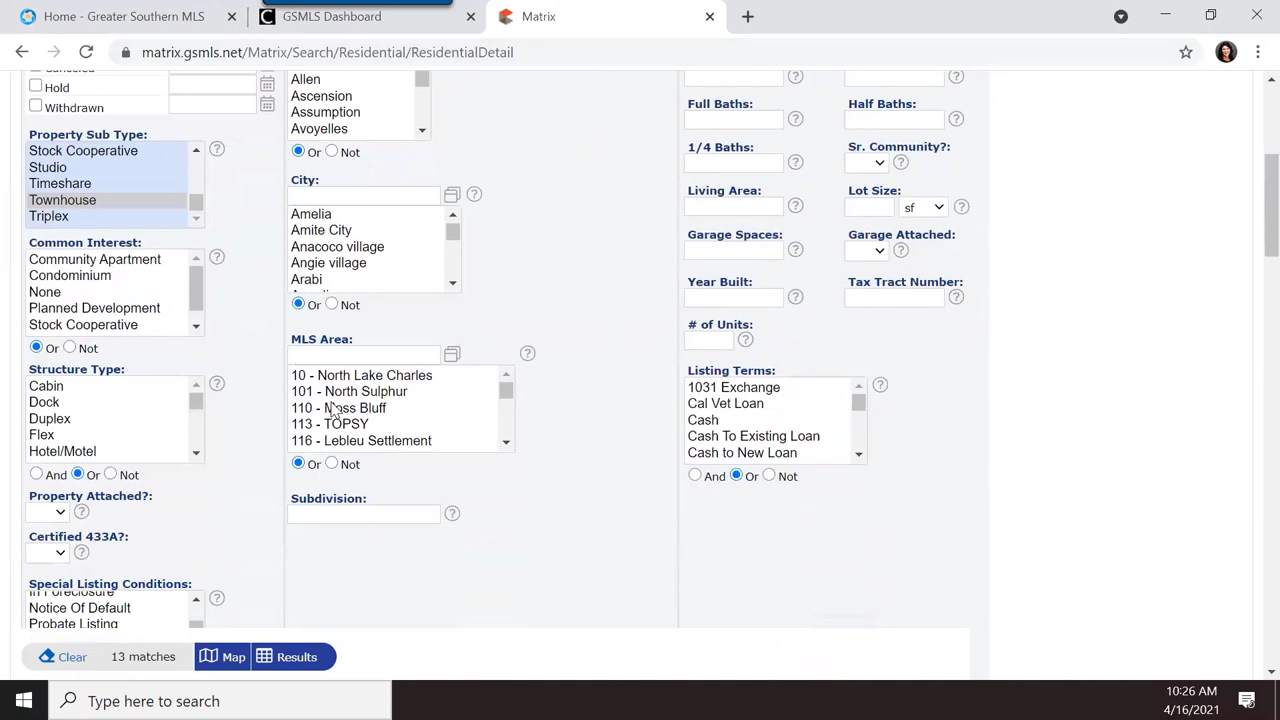 Home - Greater Southern MLS
GSMLS Dashboard
Matrix
matrix.gsmls.net/Matrix/Search/Residential/ResidentialDetail
Hold
Withdrawn
Property Sub Type:
Stock Cooperative
Studio
Timeshare
Townhouse
Triplex
Common Interest:
Community Apartment
Condominium
None
Planned Development
Stock Cooperative
Or Not
Structure Type:
Cabin
Dock
Duplex
Flex
Hotel/Motel
And Or Not
Property Attached?:
Certified 433A?:
Special Listing Conditions:
In Foreclosure
Notice Of Default
Probate Listing
Allen
Ascension
Assumption
Avoyelles
Or Not
City:
Amelia
Amite City
Anacoco village
Angie village
Arabi
Or Not
MLS Area:
10 - North Lake Charles
101 - North Sulphur
110 - Moss Bluff
113 - TOPSY
116 - Lebleu Settlement
Or Not
Subdivision:
Full Baths:
Half Baths:
1/4 Baths:
Sr. Community?:
Living Area:
Lot Size:
sf
Garage Spaces:
Garage Attached:
Year Built:
Tax Tract Number:
# of Units:
Listing Terms:
1031 Exchange
Cal Vet Loan
Cash
Cash To Existing Loan
Cash to New Loan
And Or Not
Clear
13 matches
Map
Results
Type here to search
10:26 AM
4/16/2021